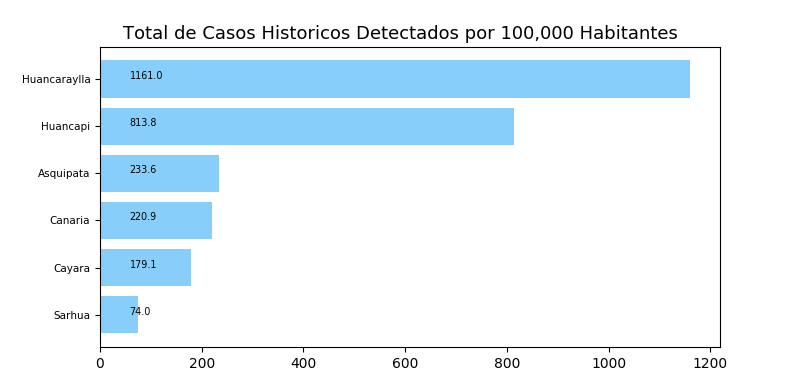 Total de Casos Historicos Detectados por 100,000 Habitantes
Huancaraylla 1161.0
Huancapi 813.8
Asquipata 233.6
Canaria 220.9
Cayara 179.1
Sarhua 74.0
0 200 400 600 800 1000 1200